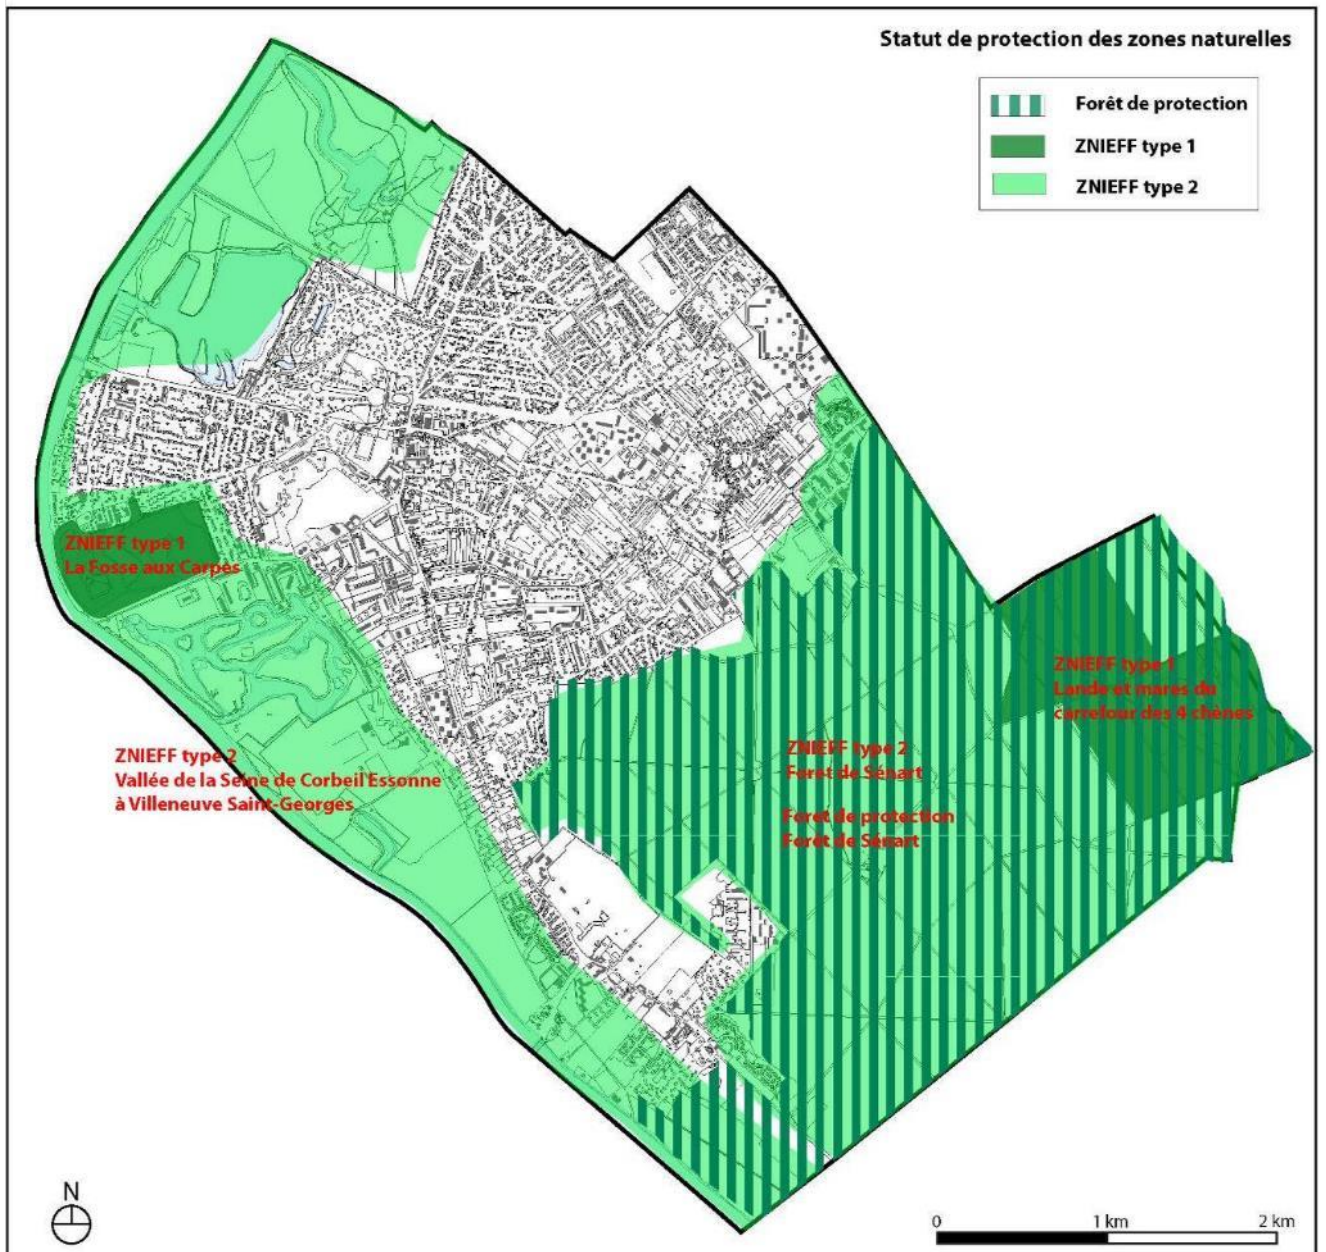 Statut de protection des zones naturelles
Forêt de protection
ZNIEFF type 1
ZNIEFF type 2
ZNIEFF type 1
La Fosse aux Carpes
ZNIEFF type 1
Lande et mares du
carrefour des 4 chènes
ZNIEFF type 2
Vallée de la Seine de Corbeil Essonne
à Villeneuve Saint-Georges
ZNIEFF type 2
Foret de Sénart
Foret de protection
Forêt de Sénart
N
0 1 km 2 km